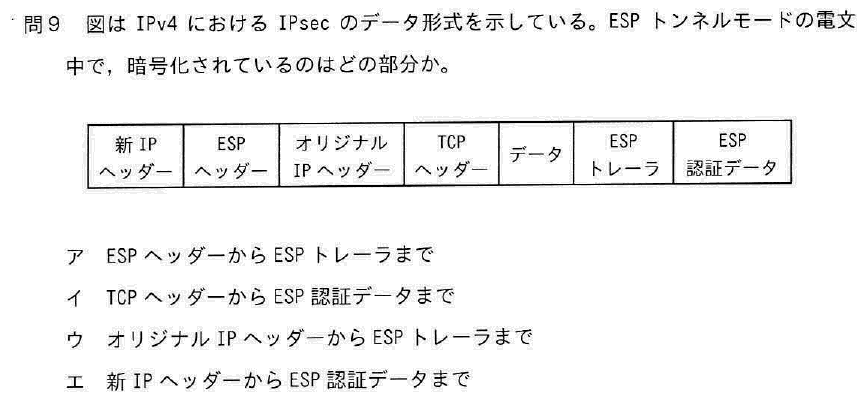 問9 図は IPv4 における IPsec のデータ形式を示している。ESP トンネルモードの電文
中で，暗号化されているのはどの部分か。
新 IP ヘッダー
ESP ヘッダー
オリジナル IP ヘッダー
TCP ヘッダー
データ
ESP トレーラ
ESP 認証データ
ア ESP ヘッダーから ESP トレーラまで
イ TCP ヘッダーから ESP 認証データまで
ウ オリジナル IP ヘッダーから ESP トレーラまで
エ 新 IP ヘッダーから ESP 認証データまで